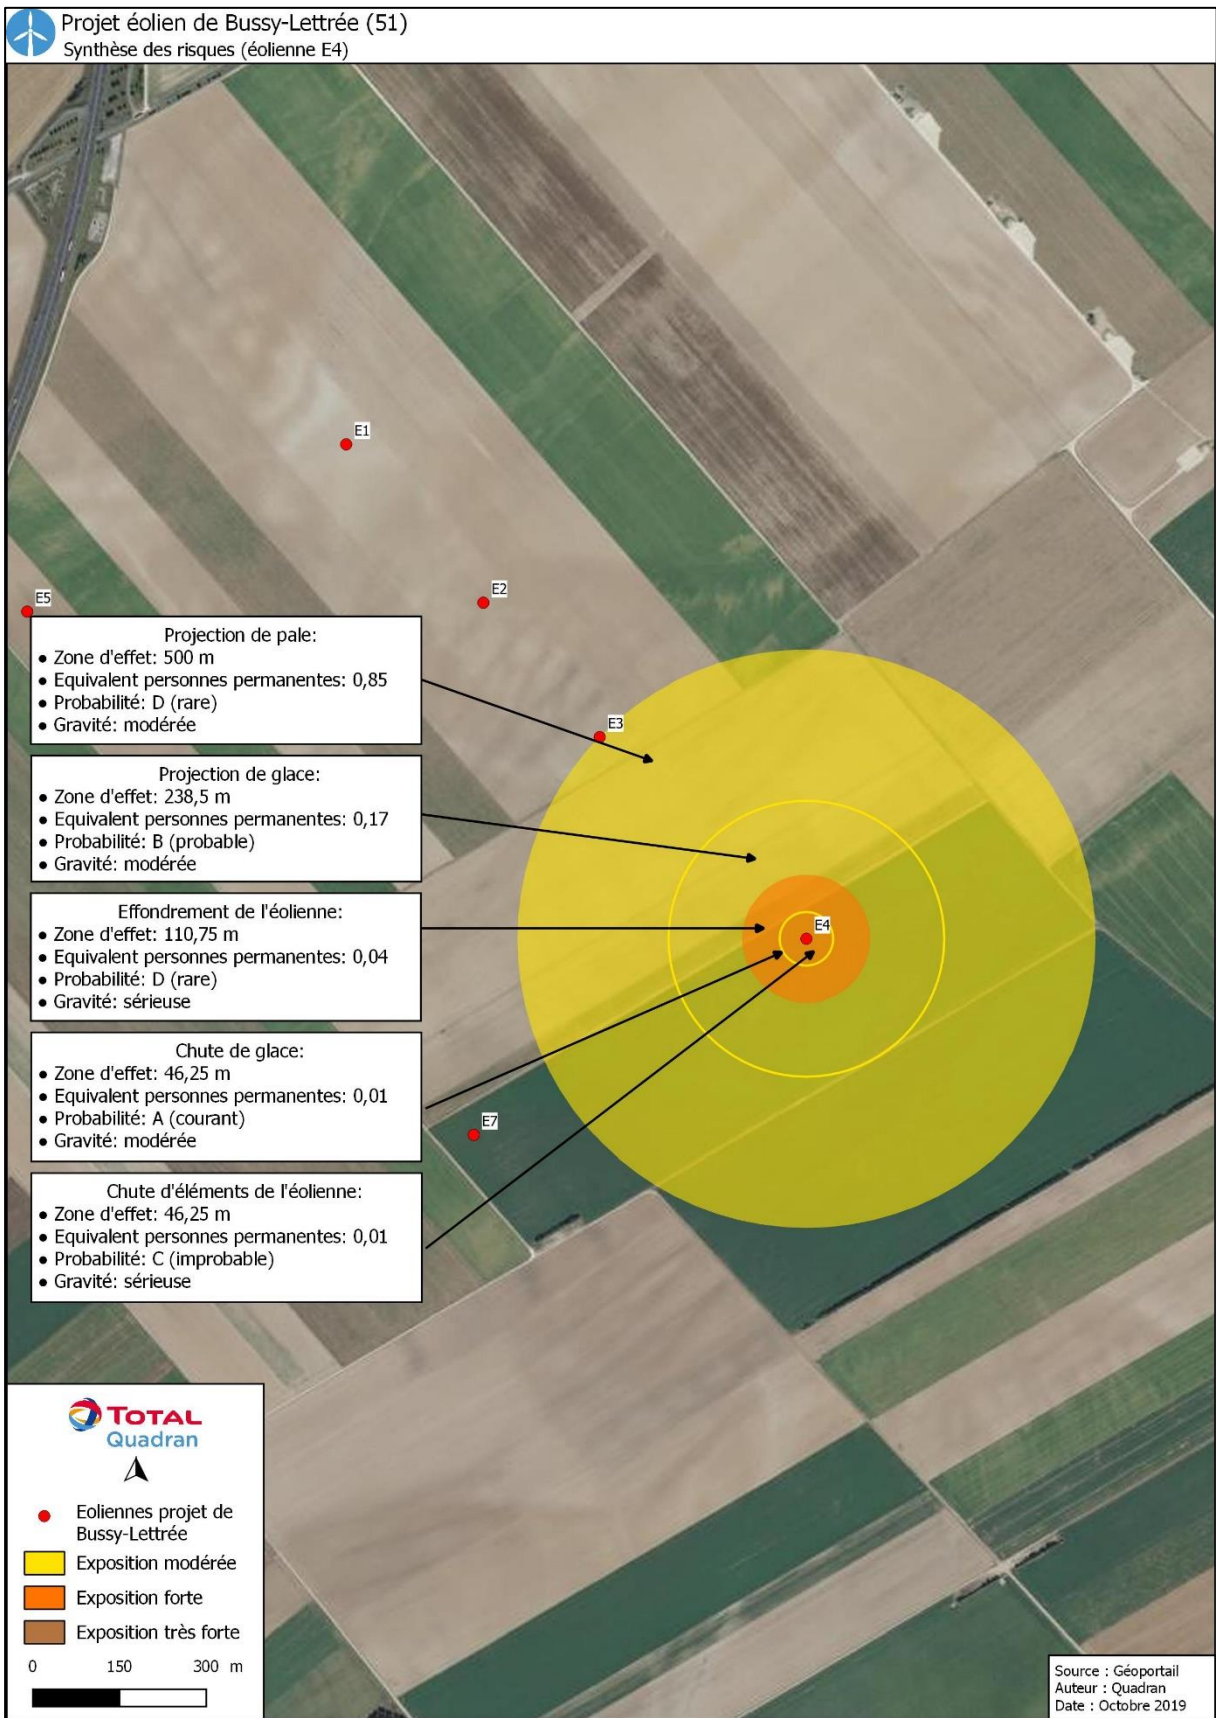 Projet éolien de Bussy-Lettrée (51)
Synthèse des risques (éolienne E4)
E1
E2
E5
E3
E4
E7
Projection de pale:
● Zone d'effet: 500 m
● Equivalent personnes permanentes: 0,85
● Probabilité: D (rare)
● Gravité: modérée
Projection de glace:
● Zone d'effet: 238,5 m
● Equivalent personnes permanentes: 0,17
● Probabilité: B (probable)
● Gravité: modérée
Effondrement de l'éolienne:
● Zone d'effet: 110,75 m
● Equivalent personnes permanentes: 0,04
● Probabilité: D (rare)
● Gravité: sérieuse
Chute de glace:
● Zone d'effet: 46,25 m
● Equivalent personnes permanentes: 0,01
● Probabilité: A (courant)
● Gravité: modérée
Chute d'éléments de l'éolienne:
● Zone d'effet: 46,25 m
● Equivalent personnes permanentes: 0,01
● Probabilité: C (improbable)
● Gravité: sérieuse
TOTAL
Quadran
Eoliennes projet de
Bussy-Lettrée
Exposition modérée
Exposition forte
Exposition très forte
0 150 300 m
Source : Géoportail
Auteur : Quadran
Date : Octobre 2019